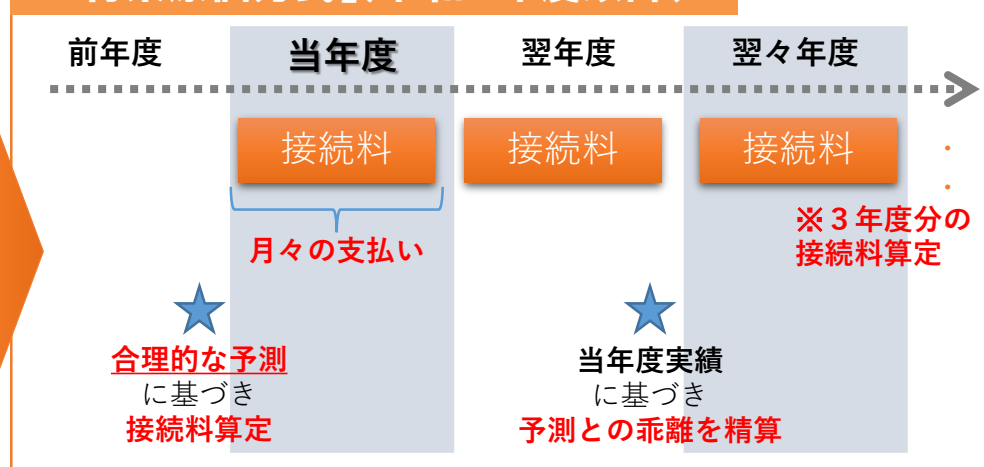 前年度
当年度
翌年度
翌々年度
接続料
接続料
接続料
月々の支払い
※３年度分の
接続料算定
合理的な予測
に基づき
接続料算定
当年度実績
に基づき
予測との乖離を精算